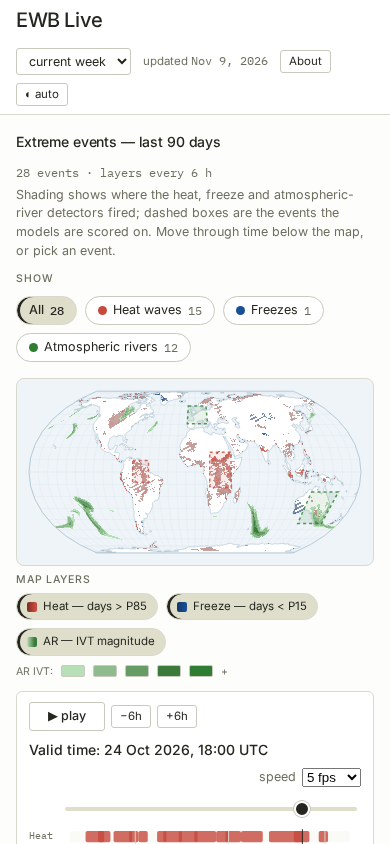 EWB Live
current week updated Nov 9, 2026 About
auto
Extreme events — last 90 days
28 events · layers every 6 h
Shading shows where the heat, freeze and atmospheric-
river detectors fired; dashed boxes are the events the
models are scored on. Move through time below the map,
or pick an event.
SHOW
All 28 Heat waves 15 Freezes 1
Atmospheric rivers 12
MAP LAYERS
Heat — days > P85 Freeze — days < P15
AR — IVT magnitude
AR IVT: +
▶ play −6h +6h
Valid time: 24 Oct 2026, 18:00 UTC
speed 5 fps
Heat